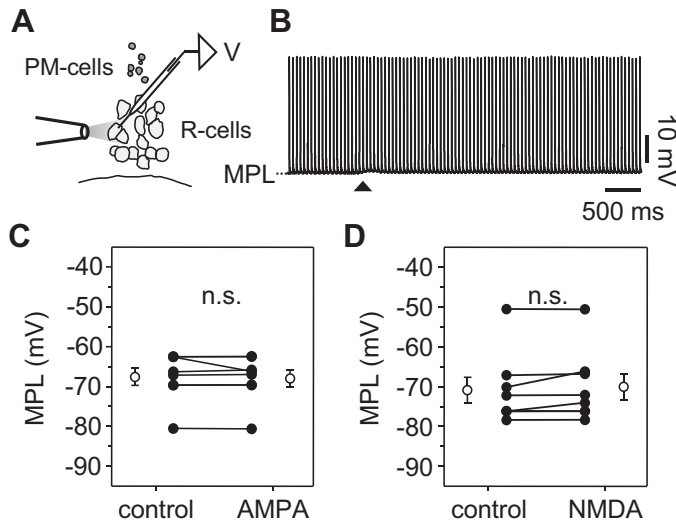 A
V
PM-cells
R-cells
B
MPL
10 mV
500 ms
C
MPL (mV)
-40
-50
-60
-70
-80
-90
n.s.
control
AMPA
D
MPL (mV)
-40
-50
-60
-70
-80
-90
n.s.
control
NMDA